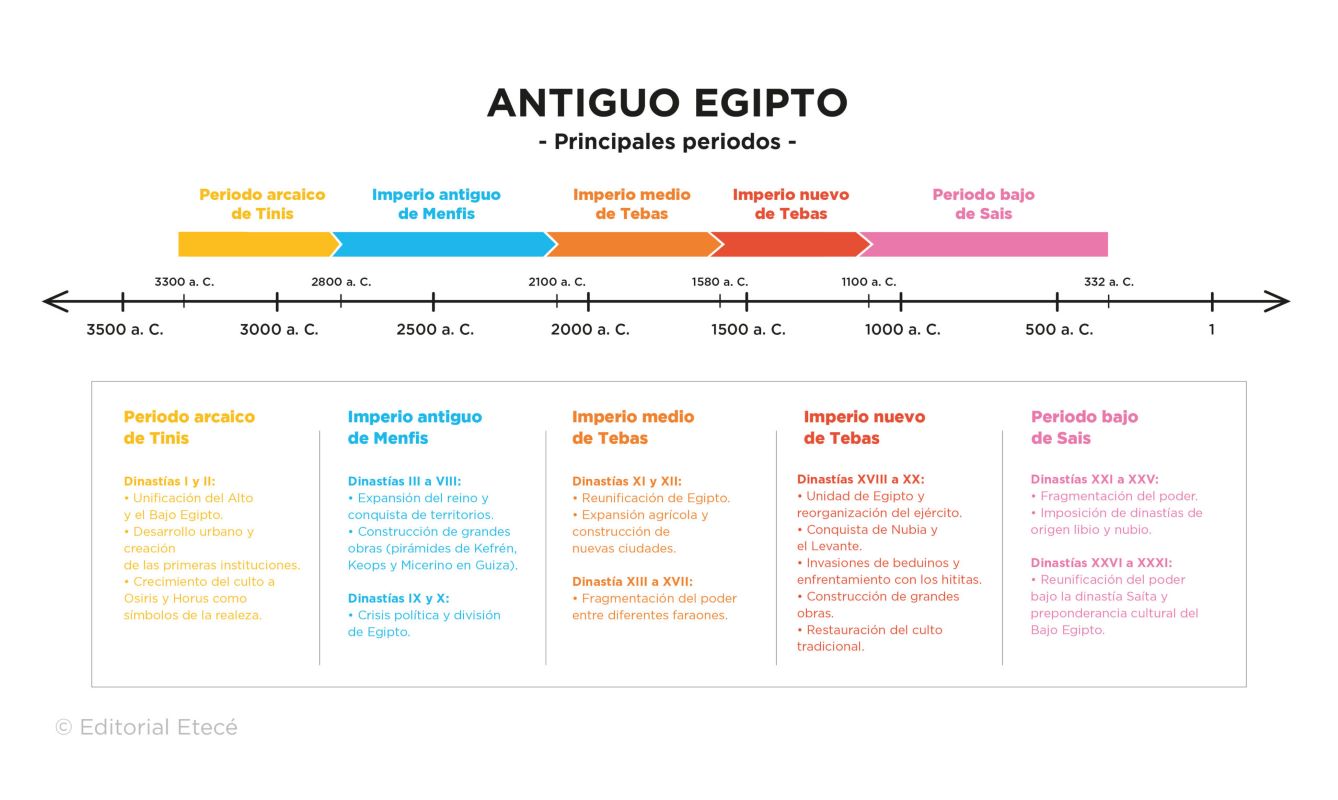 ANTIGUO EGIPTO
- Principales periodos -
Periodo arcaico
de Tinis
Imperio antiguo
de Menfis
Imperio medio
de Tebas
Imperio nuevo
de Tebas
Periodo bajo
de Sais
3300 a. C.
2800 a. C.
2100 a. C.
1580 a. C.
1100 a. C.
332 a. C.
3500 a. C.
3000 a. C.
2500 a. C.
2000 a. C.
1500 a. C.
1000 a. C.
500 a. C.
1
Periodo arcaico
de Tinis
Dinastías I y II:
• Unificación del Alto
y el Bajo Egipto.
• Desarrollo urbano y
creación
de las primeras instituciones.
• Crecimiento del culto a
Osiris y Horus como
símbolos de la realeza.
Imperio antiguo
de Menfis
Dinastías III a VIII:
• Expansión del reino y
conquista de territorios.
• Construcción de grandes
obras (pirámides de Kefrén,
Keops y Micerino en Guiza).
Dinastías IX y X:
• Crisis política y división
de Egipto.
Imperio medio
de Tebas
Dinastías XI y XII:
• Reunificación de Egipto.
• Expansión agrícola y
construcción de
nuevas ciudades.
Dinastía XIII a XVII:
• Fragmentación del poder
entre diferentes faraones.
Imperio nuevo
de Tebas
Dinastías XVIII a XX:
• Unidad de Egipto y
reorganización del ejército.
• Conquista de Nubia y
el Levante.
• Invasiones de beduinos y
enfrentamiento con los hititas.
• Construcción de grandes
obras.
• Restauración del culto
tradicional.
Periodo bajo
de Sais
Dinastías XXI a XXV:
• Fragmentación del poder.
• Imposición de dinastías de
origen libio y nubio.
Dinastías XXVI a XXXI:
• Reunificación del poder
bajo la dinastía Saíta y
preponderancia cultural del
Bajo Egipto.
© Editorial Etecé